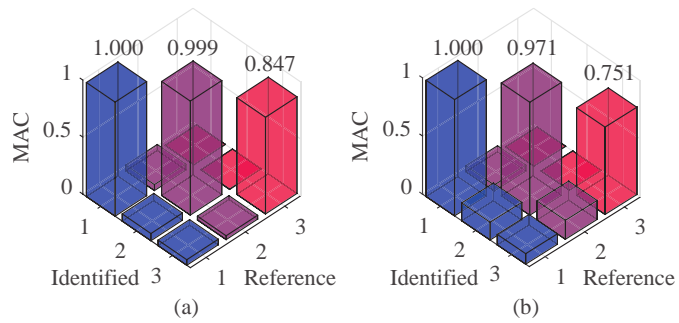 1.000 0.999 0.847
MAC
1
0.5
0
1 2 3
1 2 3
Identified Reference
(a)
1.000 0.971 0.751
MAC
1
0.5
0
1 2 3
1 2 3
Identified Reference
(b)